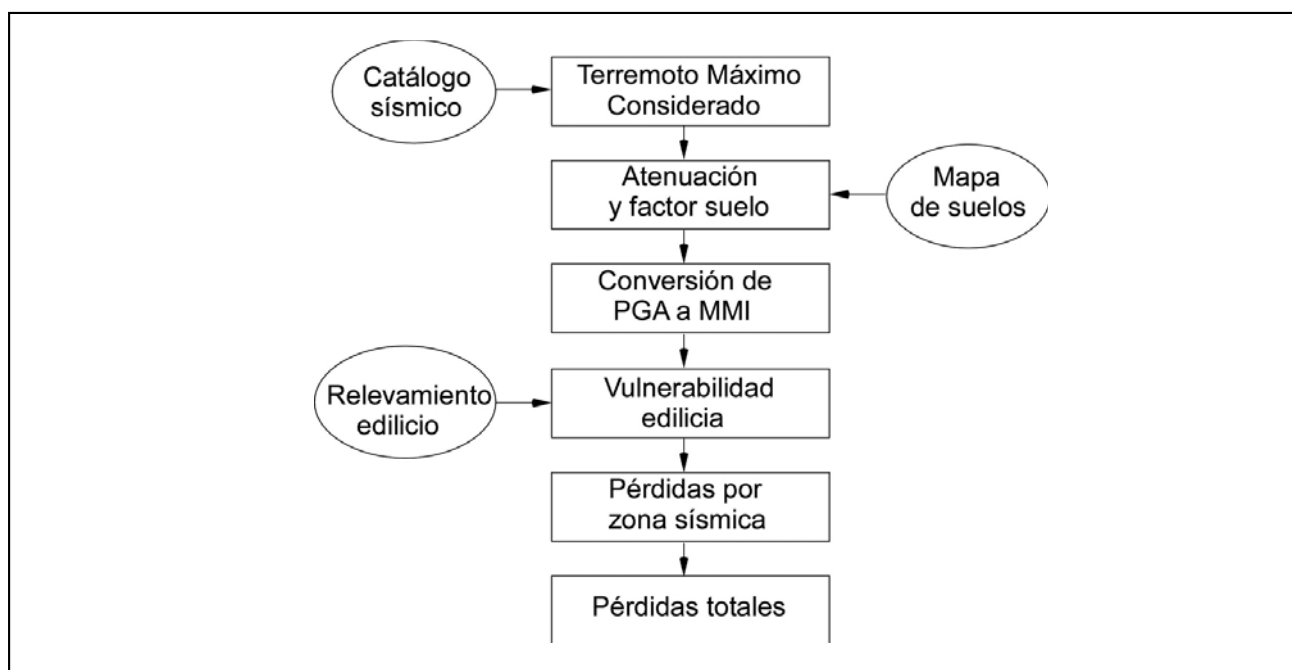 Catálogo
sísmico
Terremoto Máximo
Considerado
Atenuación
y factor suelo
Mapa
de suelos
Conversión de
PGA a MMI
Relevamiento
edilicio
Vulnerabilidad
edilicia
Pérdidas por
zona sísmica
Pérdidas totales